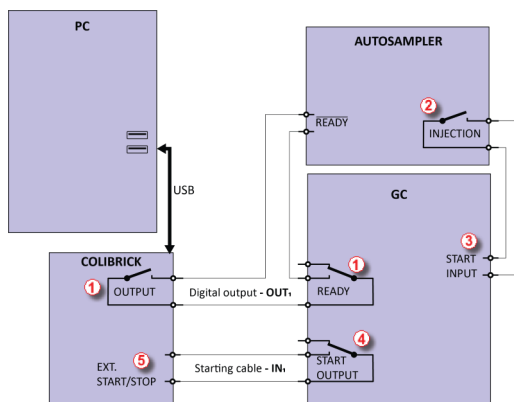 PC
AUTOSAMPLER
READY
2
INJECTION
USB
GC
3
START
INPUT
COLIBRICK
1
OUTPUT
Digital output - OUT₁
1
READY
5
EXT.
START/STOP
Starting cable - IN₁
4
START
OUTPUT